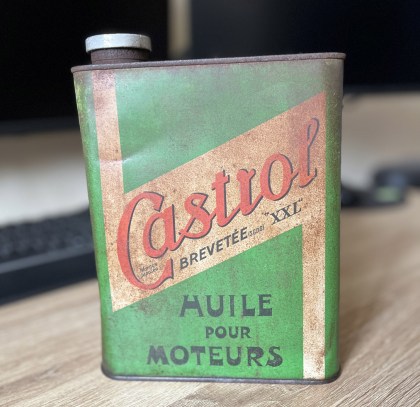 Castrol
BREVETÉE "XXL"
HUILE
POUR
MOTEURS